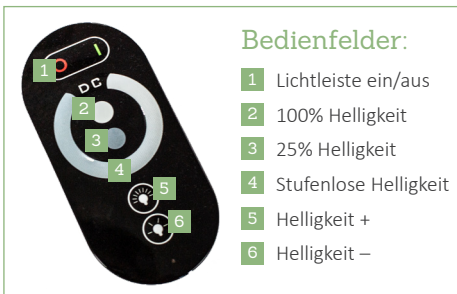 Bedienfelder:
1 Lichtleiste ein/aus
2 100% Helligkeit
3 25% Helligkeit
4 Stufenlose Helligkeit
5 Helligkeit +
6 Helligkeit –
1
DC
2
3
4
5
6